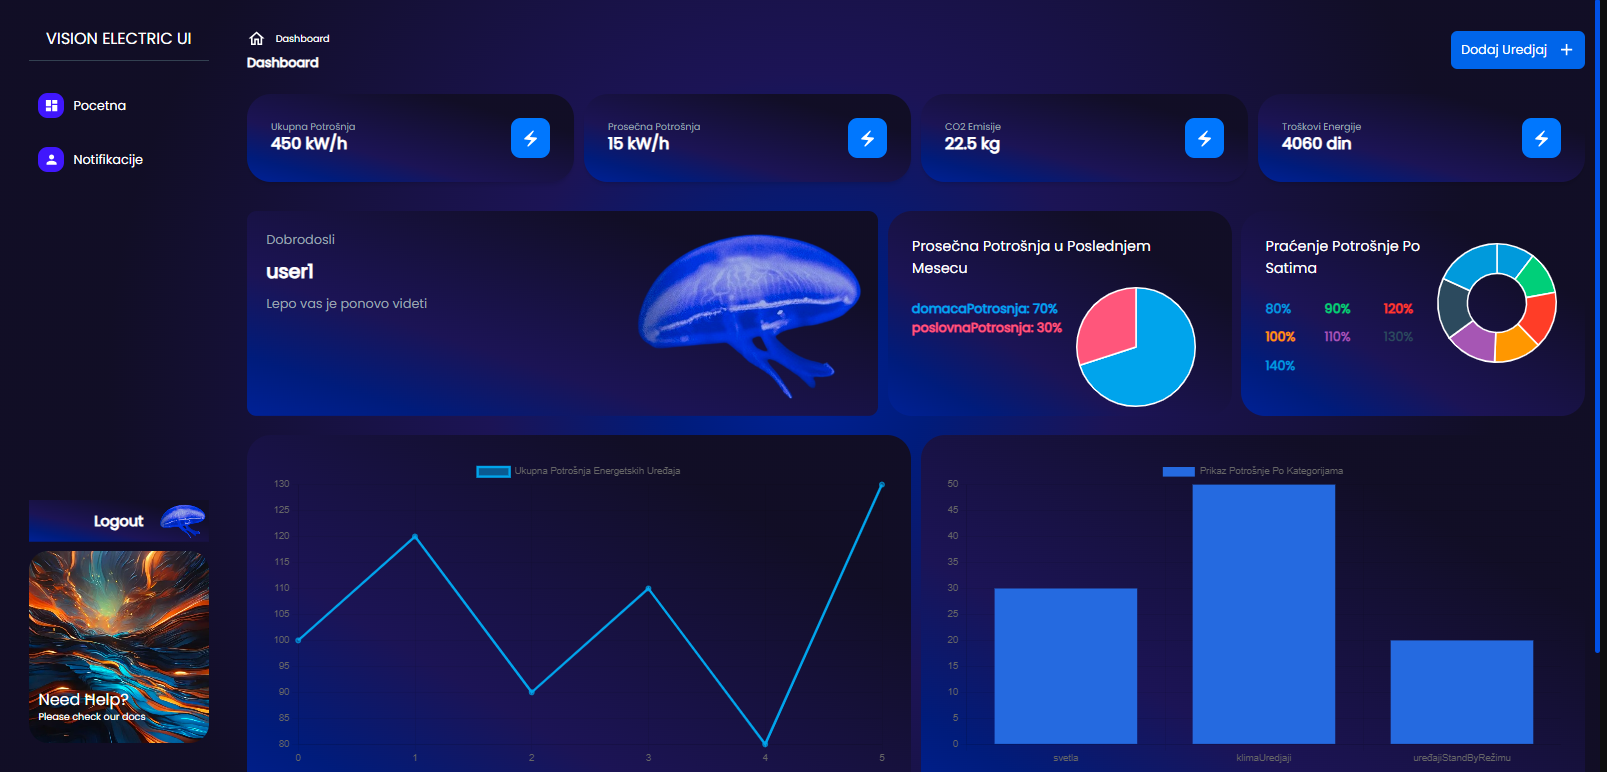 VISION ELECTRIC UI
Pocetna
Notifikacije
Logout
Need Help?
Please check our docs
Dashboard
Dashboard
Dodaj Uredjaj +
Ukupna Potrošnja
450 kW/h
Prosečna Potrošnja
15 kW/h
CO2 Emisije
22.5 kg
Troškovi Energije
4060 din
Dobrodosli
user1
Lepo vas je ponovo videti
Prosečna Potrošnja u Poslednjem
Mesecu
domacaPotrosnja: 70%
poslovnaPotrosnja: 30%
Praćenje Potrošnje Po
Satima
80% 90% 120%
100% 110% 130%
140%
Ukupna Potrošnja Energetskih Uređaja
130
125
120
115
110
105
100
95
90
85
80
0 1 2 3 4 5
Prikaz Potrošnje Po Kategorijama
50
45
40
35
30
25
20
15
10
5
0
svetla klimaUredjaji uređajiStandByRežimu